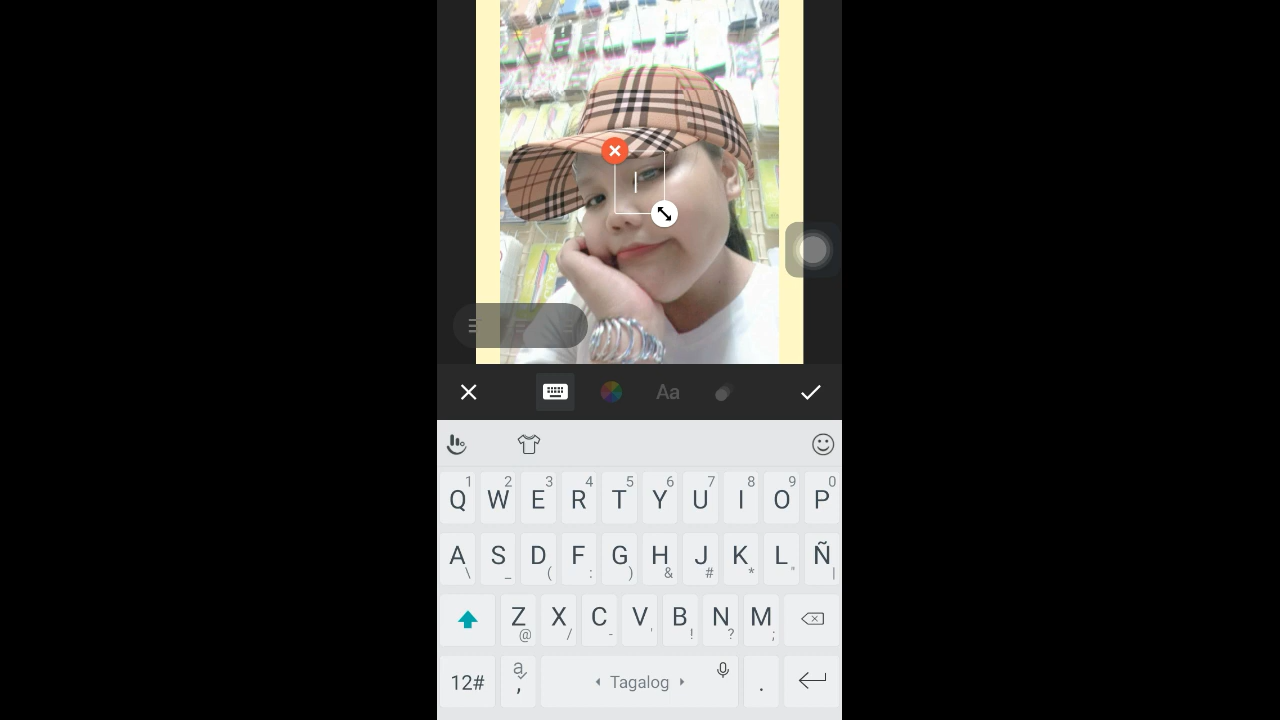 Aa
1 2 3 4 5 6 7 8 9 0
Q W E R T Y U I O P
A S D F G H J K L Ñ
\ _ ( : ) & # * " |
Z X C V B N M
@ / - ' ! ? ;
12# a , Tagalog .